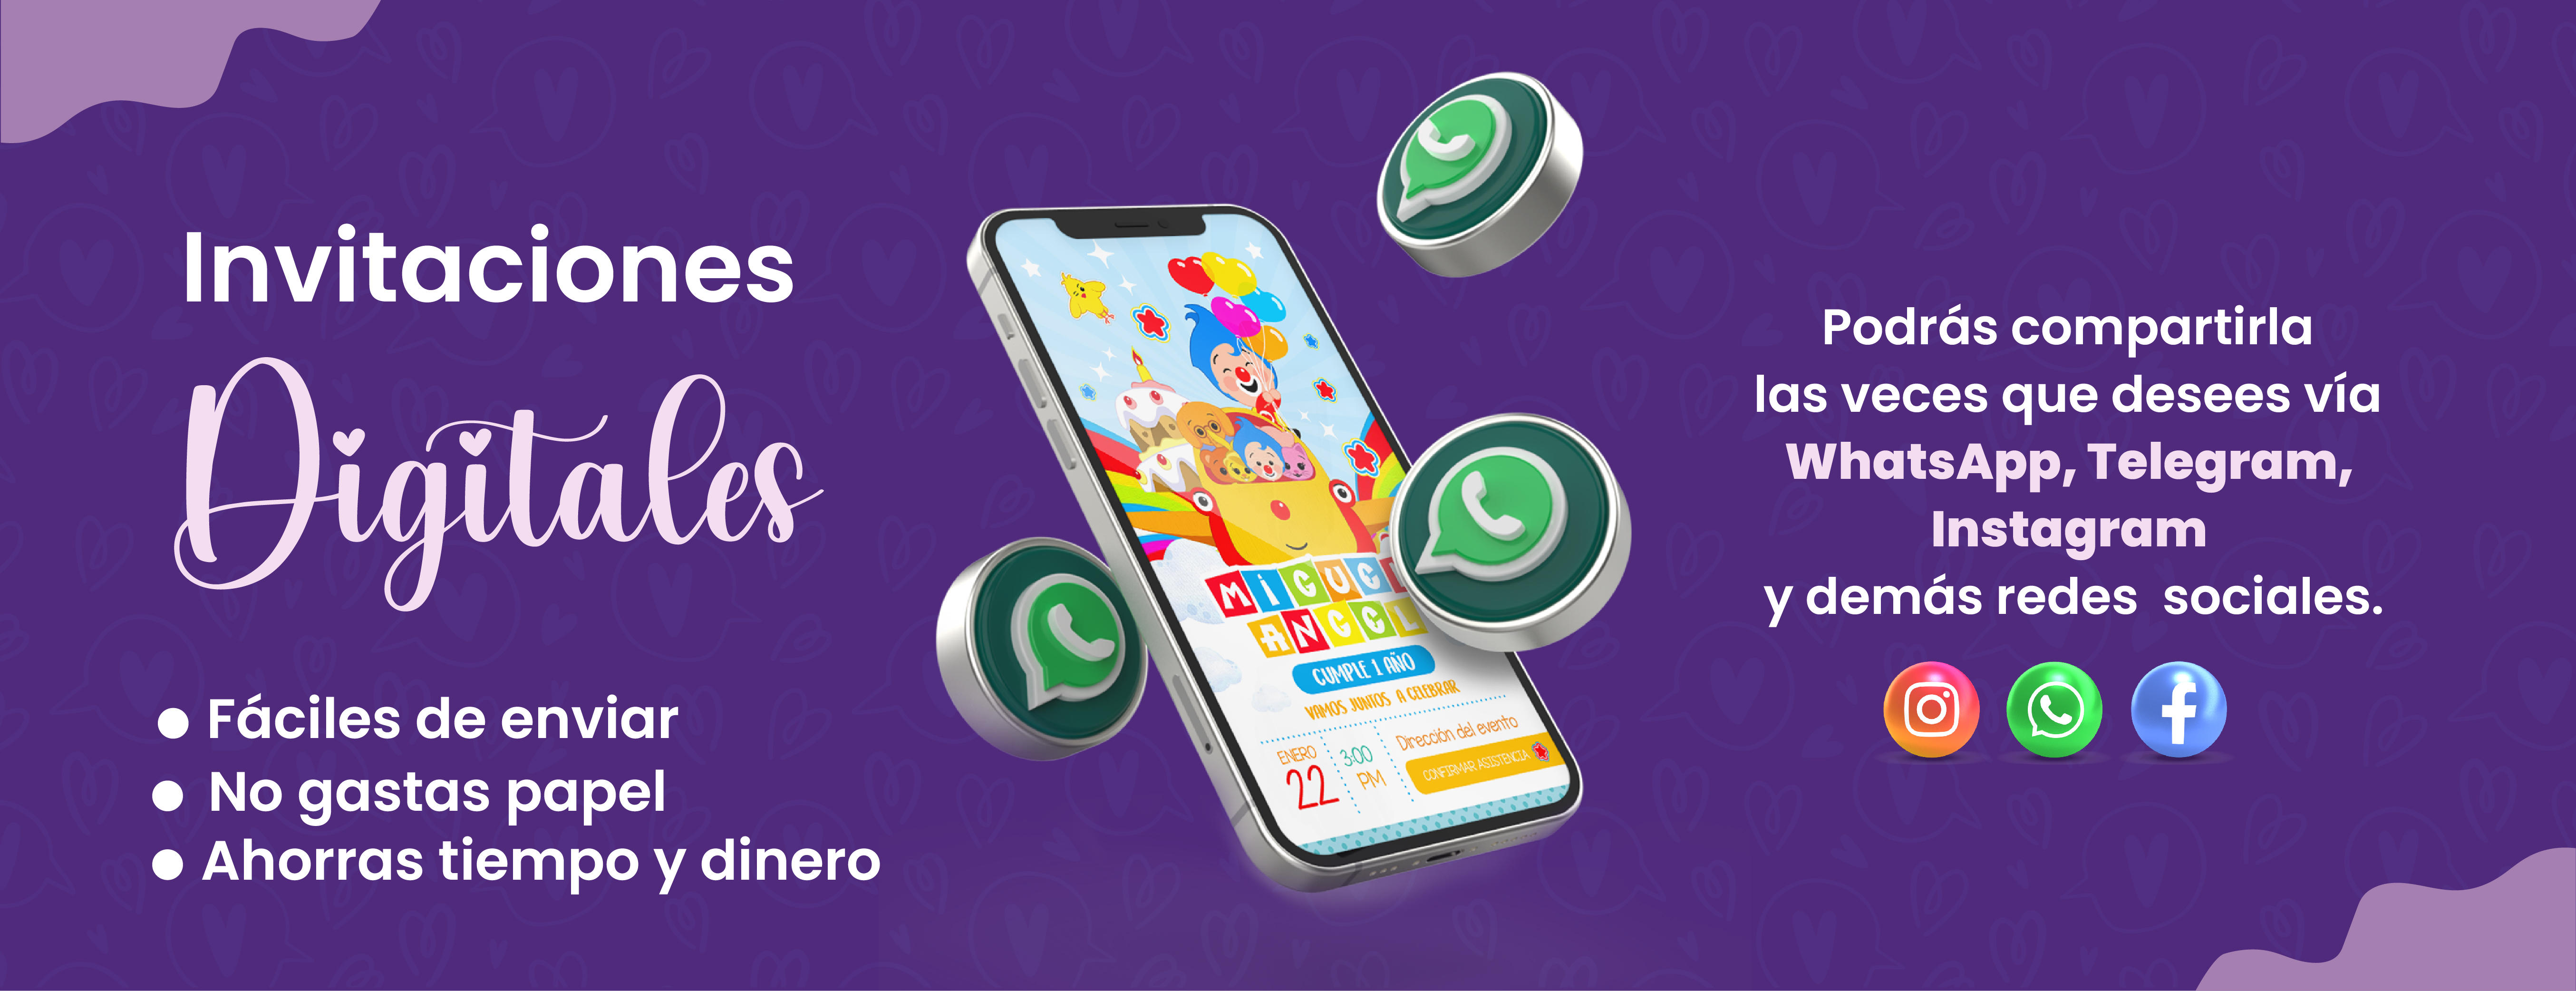 Invitaciones
Digitales
● Fáciles de enviar
● No gastas papel
● Ahorras tiempo y dinero
MIGUE
ANGEL
CUMPLE 1 AÑO
VAMOS JUNTOS A CELEBRAR
ENERO
22
3:00
PM
Dirección del evento
CONFIRMAR ASISTENCIA
Podrás compartirla
las veces que desees vía
WhatsApp, Telegram,
Instagram
y demás redes sociales.